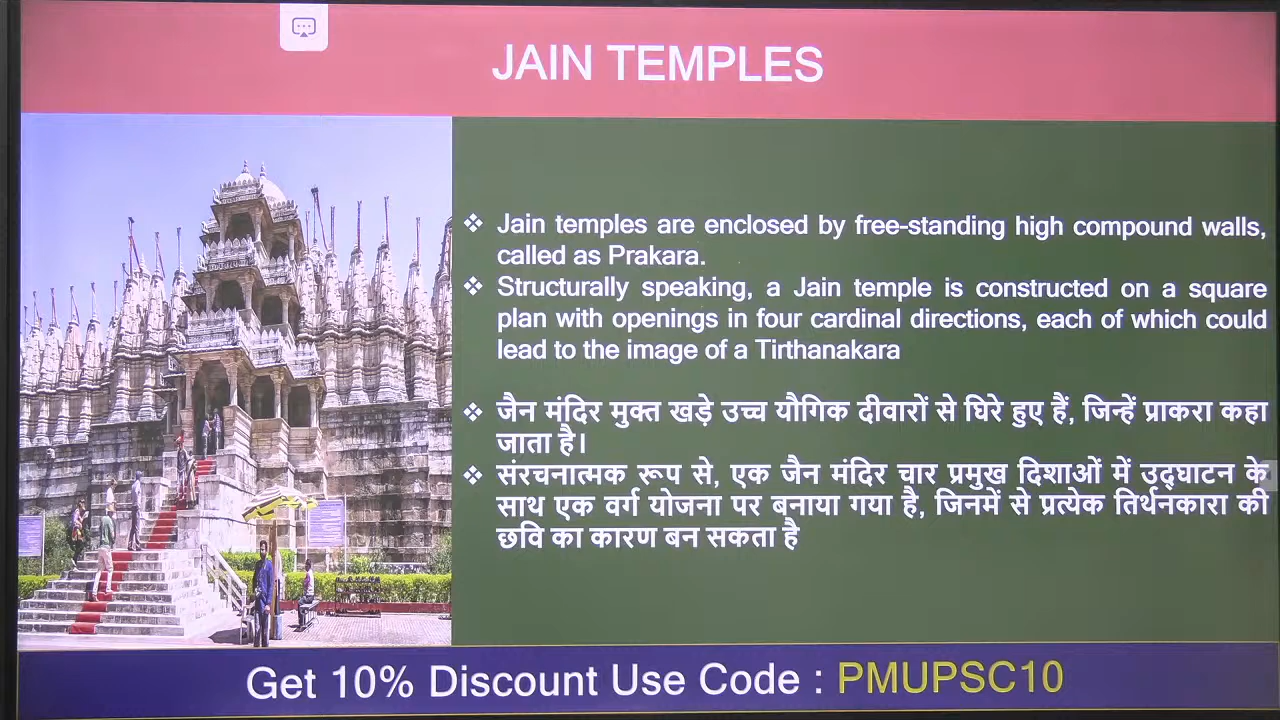 JAIN TEMPLES
❖ Jain temples are enclosed by free-standing high compound walls,
called as Prakara.
❖ Structurally speaking, a Jain temple is constructed on a square
plan with openings in four cardinal directions, each of which could
lead to the image of a Tirthanakara
❖ जैन मंदिर मुक्त खड़े उच्च यौगिक दीवारों से घिरे हुए हैं, जिन्हें प्राकरा कहा
जाता है।
❖ संरचनात्मक रूप से, एक जैन मंदिर चार प्रमुख दिशाओं में उद्घाटन के
साथ एक वर्ग योजना पर बनाया गया है, जिनमें से प्रत्येक तिर्थनकारा की
छवि का कारण बन सकता है
Get 10% Discount Use Code : PMUPSC10